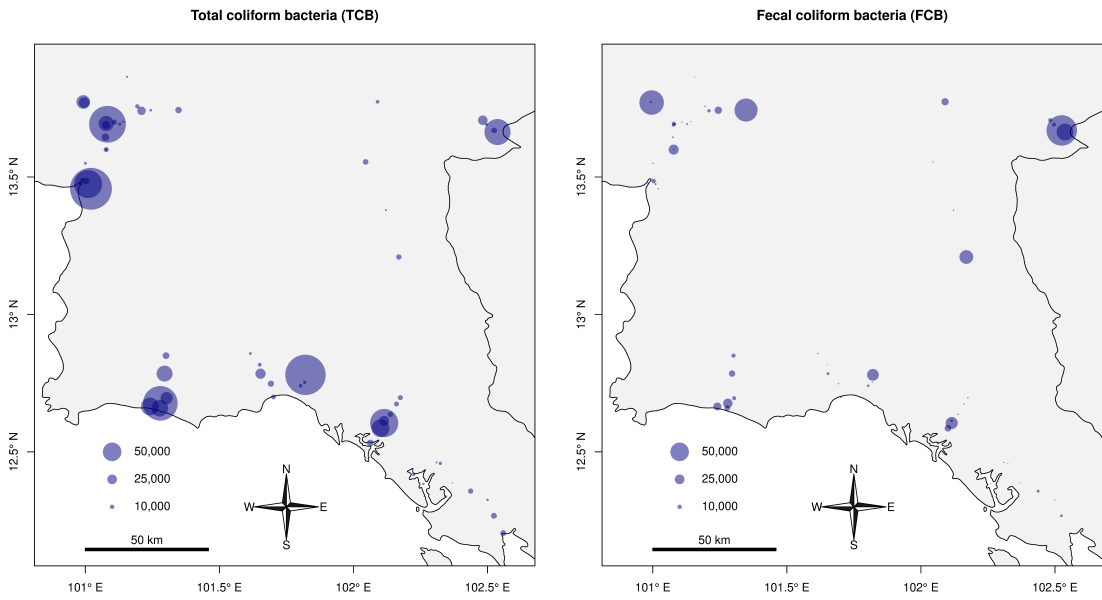 Total coliform bacteria (TCB)
13.5° N
13° N
12.5° N
50,000
25,000
10,000
50 km
N
W
E
S
101° E
101.5° E
102° E
102.5° E
Fecal coliform bacteria (FCB)
13.5° N
13° N
12.5° N
50,000
25,000
10,000
50 km
N
W
E
S
101° E
101.5° E
102° E
102.5° E